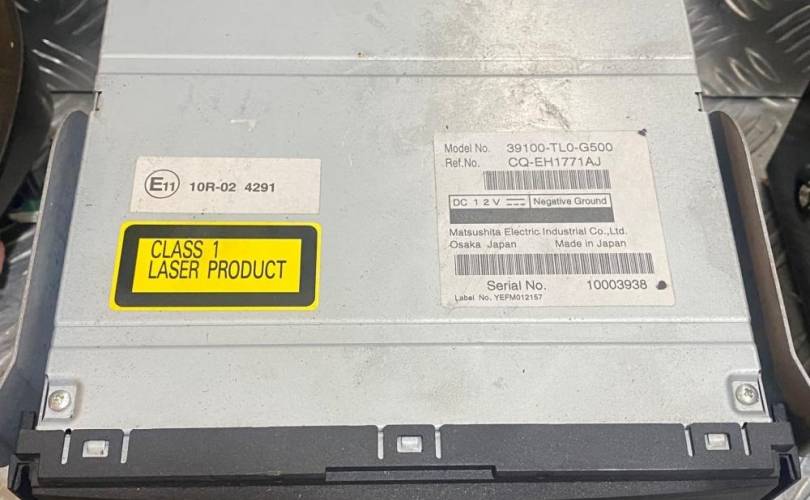 Model No. 39100-TL0-G500
Ref.No. CQ-EH1771AJ
E11 10R-02 4291
DC 12V Negative Ground
Matsushita Electric Industrial Co.,Ltd.
Osaka Japan Made in Japan
CLASS 1
LASER PRODUCT
Serial No. 10003938
Label No. YEFM012157